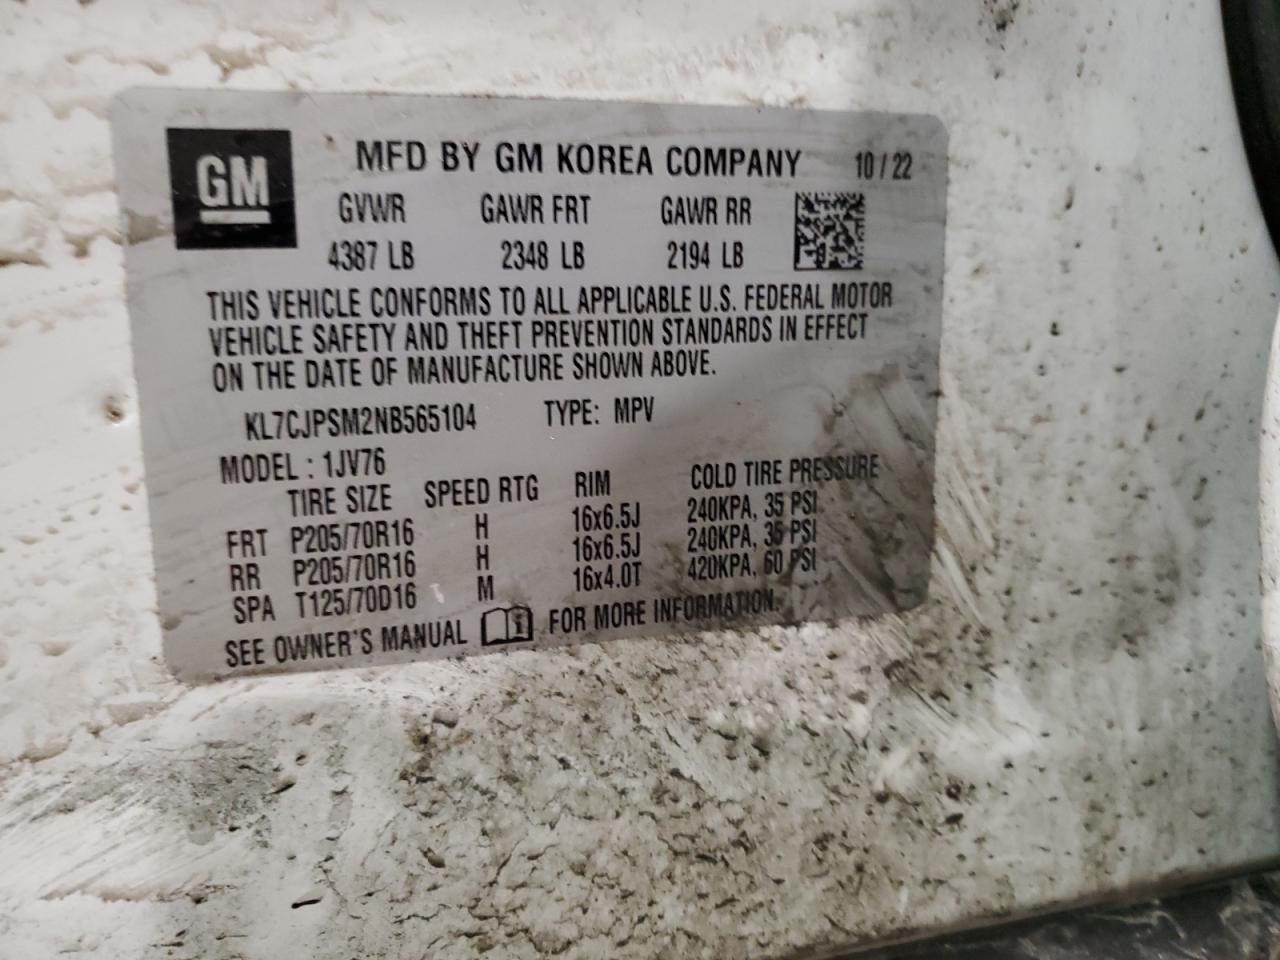 GM
MFD BY GM KOREA COMPANY 10 / 22
GVWR GAWR FRT GAWR RR
4387 LB 2348 LB 2194 LB
THIS VEHICLE CONFORMS TO ALL APPLICABLE U.S. FEDERAL MOTOR
VEHICLE SAFETY AND THEFT PREVENTION STANDARDS IN EFFECT
ON THE DATE OF MANUFACTURE SHOWN ABOVE.
KL7CJPSM2NB565104 TYPE: MPV
MODEL : 1JV76
TIRE SIZE SPEED RTG RIM COLD TIRE PRESSURE
FRT P205/70R16 H 16x6.5J 240KPA, 35 PSI
RR P205/70R16 H 16x6.5J 240KPA, 35 PSI
SPA T125/70D16 M 16x4.0T 420KPA, 60 PSI
SEE OWNER'S MANUAL FOR MORE INFORMATION.